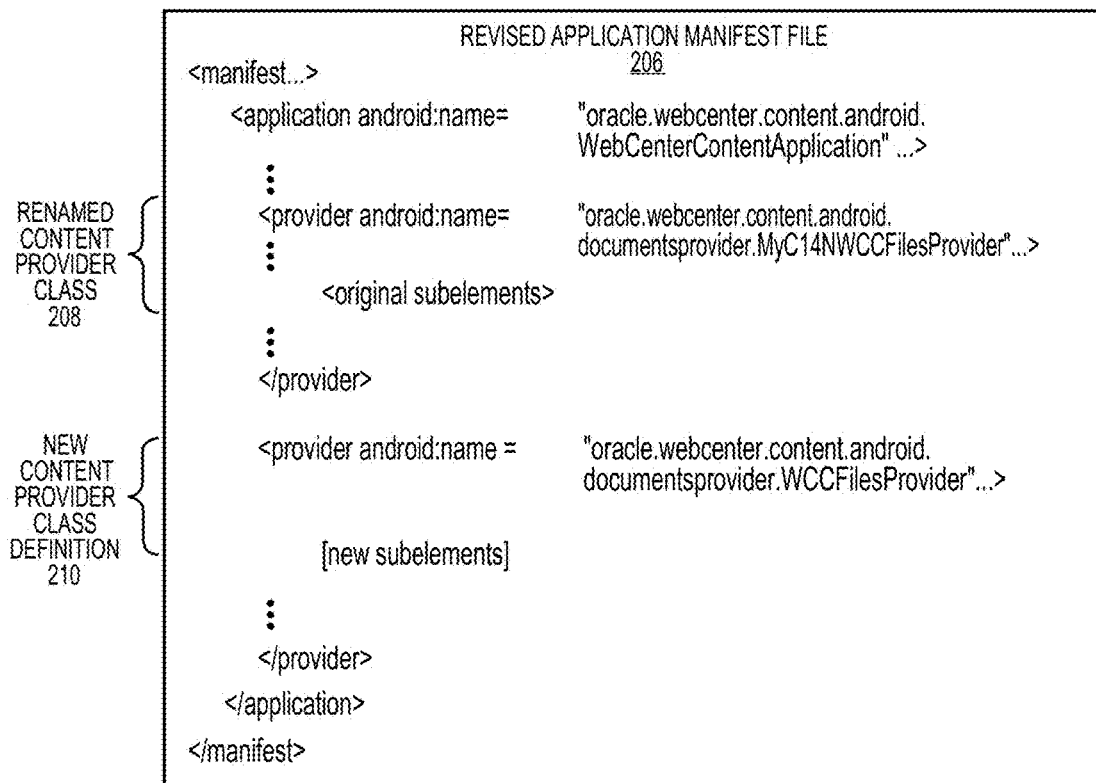 REVISED APPLICATION MANIFEST FILE
206
<manifest...>
<application android:name= "oracle.webcenter.content.android.
WebCenterContentApplication" ...>
RENAMED
CONTENT
PROVIDER
CLASS
208
<provider android:name= "oracle.webcenter.content.android.
documentsprovider.MyC14NWCCFilesProvider"...>
<original subelements>
</provider>
NEW
CONTENT
PROVIDER
CLASS
DEFINITION
210
<provider android:name = "oracle.webcenter.content.android.
documentsprovider.WCCFilesProvider"...>
[new subelements]
</provider>
</application>
</manifest>